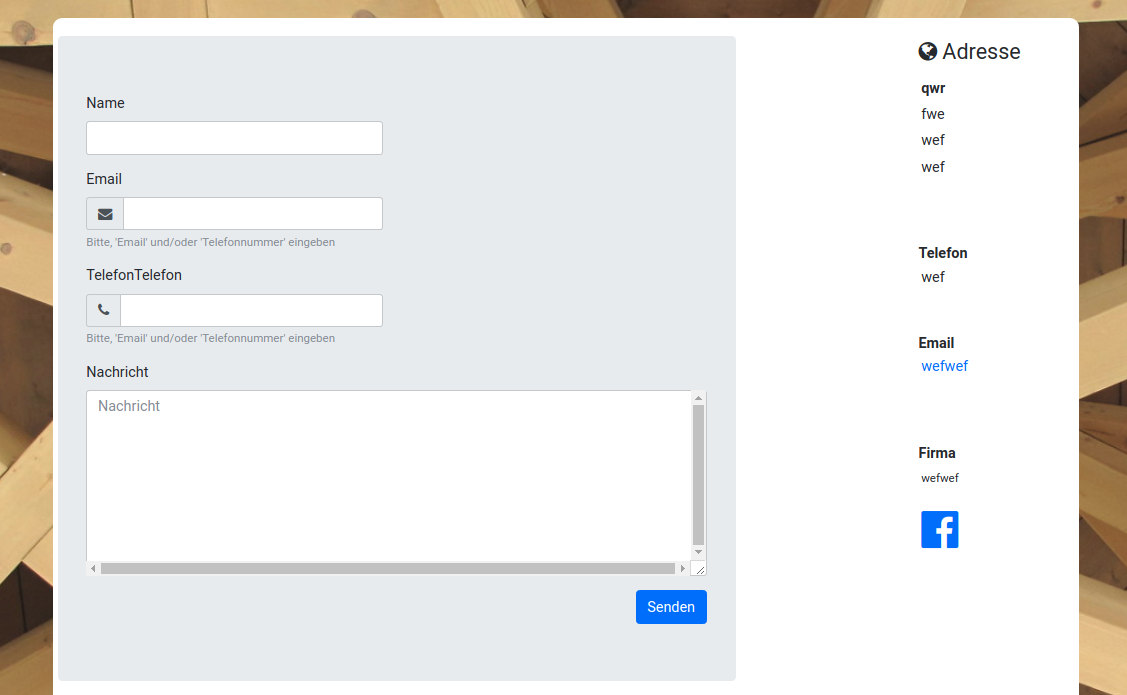 Name
Email
Bitte, 'Email' und/oder 'Telefonnummer' eingeben
TelefonTelefon
Bitte, 'Email' und/oder 'Telefonnummer' eingeben
Nachricht
Nachricht
Senden
Adresse
qwr
fwe
wef
wef
Telefon
wef
Email
wefwef
Firma
wefwef